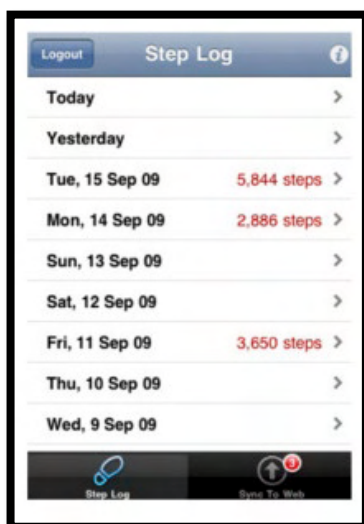 Logout Step Log i
Today
Yesterday
Tue, 15 Sep 09 5,844 steps
Mon, 14 Sep 09 2,886 steps
Sun, 13 Sep 09
Sat, 12 Sep 09
Fri, 11 Sep 09 3,650 steps
Thu, 10 Sep 09
Wed, 9 Sep 09
3
Step Log Sync To Web